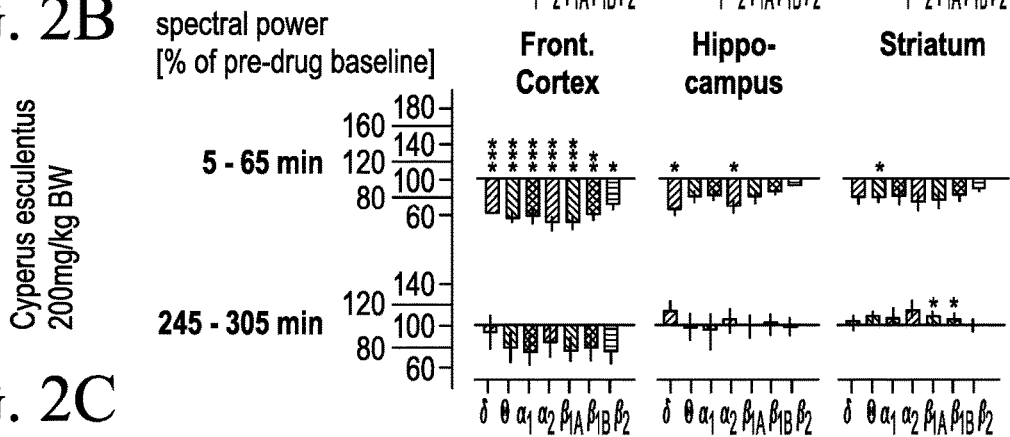 G. 2B
spectral power
[% of pre-drug baseline]
Front.
Cortex
Hippo-
campus
Striatum
Cyperus esculentus
200mg/kg BW
5 - 65 min
180
160
140
120
100
80
60
*** *** *** *** *** ** *
* *
*
245 - 305 min
140
120
100
80
60
* *
δ θ α1 α2 β1A β1B β2
δ θ α1 α2 β1A β1B β2
δ θ α1 α2 β1A β1B β2
G. 2C